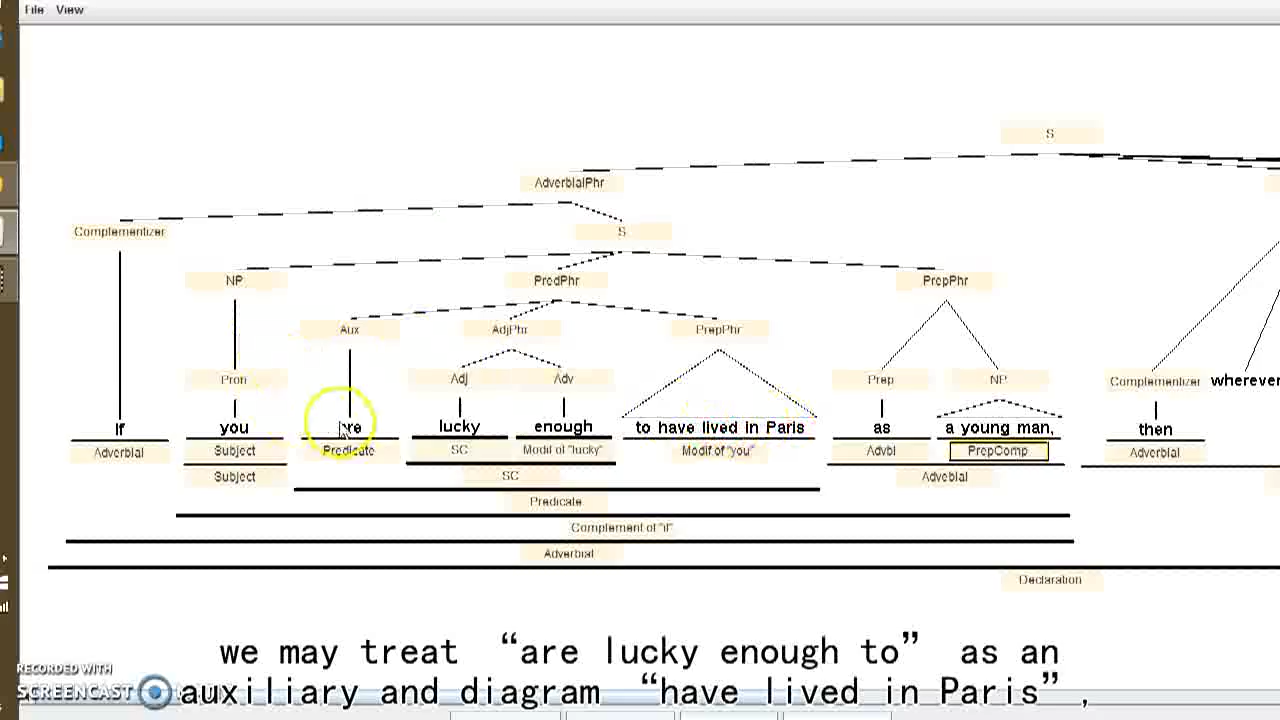 File View
S
AdverbialPhr
Complementizer
S
NP
PredPhr
PrepPhr
Aux
AdjPhr
PrepPhr
Pron
Adj
Adv
Prep
NP
Complementizer wherever
If you are lucky enough to have lived in Paris as a young man, then
Adverbial Subject Predicate SC Modif of "lucky" Modif of "you" Advbl PrepComp Adverbial
Subject SC Advebial
Predicate
Complement of "if"
Adverbial
Declaration
we may treat “are lucky enough to” as an
RECORDED WITH
SCREENCAST
auxiliary and diagram “have lived in Paris”,